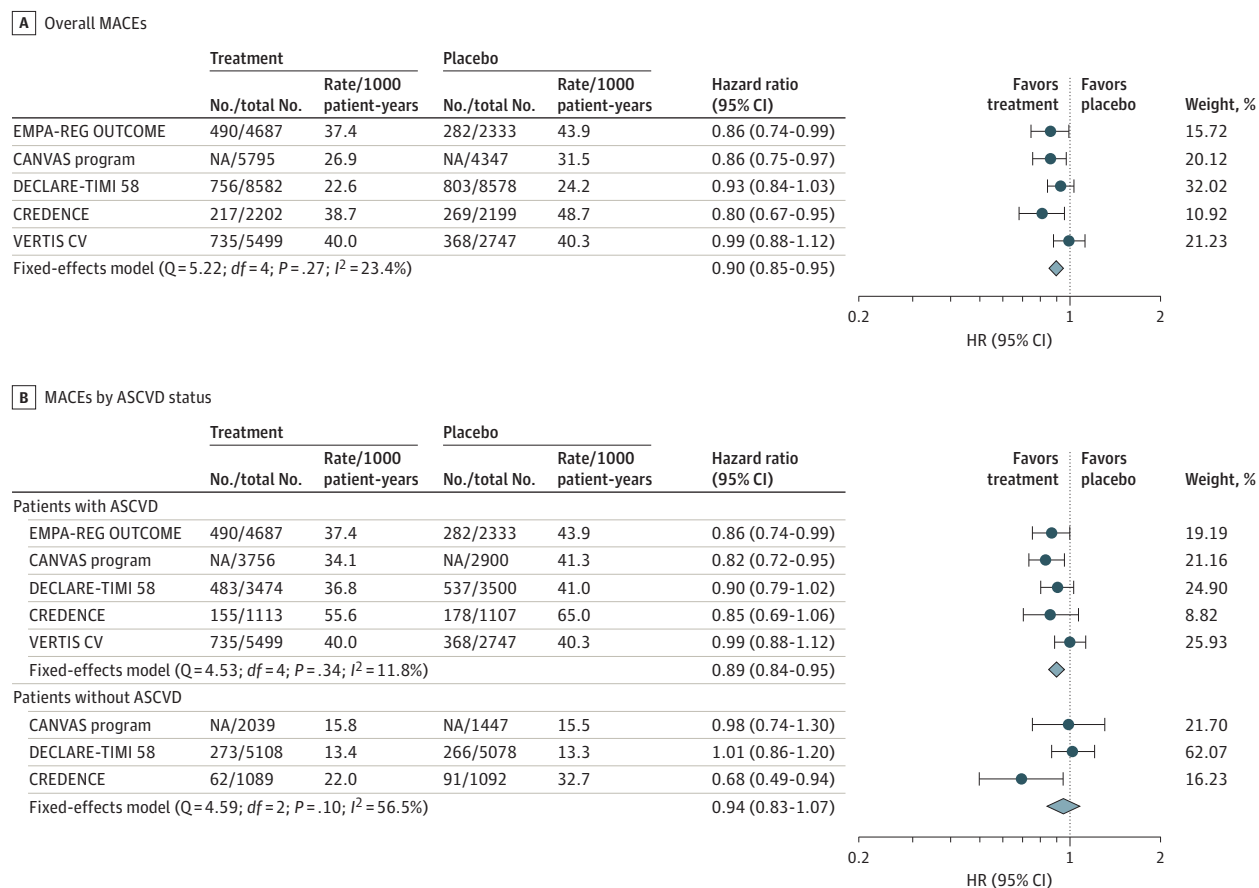 A Overall MACEs
Treatment Placebo
No./total No. Rate/1000 patient-years No./total No. Rate/1000 patient-years Hazard ratio (95% CI) Favors treatment Favors placebo Weight, %
EMPA-REG OUTCOME 490/4687 37.4 282/2333 43.9 0.86 (0.74-0.99) 15.72
CANVAS program NA/5795 26.9 NA/4347 31.5 0.86 (0.75-0.97) 20.12
DECLARE-TIMI 58 756/8582 22.6 803/8578 24.2 0.93 (0.84-1.03) 32.02
CREDENCE 217/2202 38.7 269/2199 48.7 0.80 (0.67-0.95) 10.92
VERTIS CV 735/5499 40.0 368/2747 40.3 0.99 (0.88-1.12) 21.23
Fixed-effects model (Q = 5.22; df = 4; P = .27; I² = 23.4%) 0.90 (0.85-0.95)
0.2 1 2
HR (95% CI)
B MACEs by ASCVD status
Treatment Placebo
No./total No. Rate/1000 patient-years No./total No. Rate/1000 patient-years Hazard ratio (95% CI) Favors treatment Favors placebo Weight, %
Patients with ASCVD
EMPA-REG OUTCOME 490/4687 37.4 282/2333 43.9 0.86 (0.74-0.99) 19.19
CANVAS program NA/3756 34.1 NA/2900 41.3 0.82 (0.72-0.95) 21.16
DECLARE-TIMI 58 483/3474 36.8 537/3500 41.0 0.90 (0.79-1.02) 24.90
CREDENCE 155/1113 55.6 178/1107 65.0 0.85 (0.69-1.06) 8.82
VERTIS CV 735/5499 40.0 368/2747 40.3 0.99 (0.88-1.12) 25.93
Fixed-effects model (Q = 4.53; df = 4; P = .34; I² = 11.8%) 0.89 (0.84-0.95)
Patients without ASCVD
CANVAS program NA/2039 15.8 NA/1447 15.5 0.98 (0.74-1.30) 21.70
DECLARE-TIMI 58 273/5108 13.4 266/5078 13.3 1.01 (0.86-1.20) 62.07
CREDENCE 62/1089 22.0 91/1092 32.7 0.68 (0.49-0.94) 16.23
Fixed-effects model (Q = 4.59; df = 2; P = .10; I² = 56.5%) 0.94 (0.83-1.07)
0.2 1 2
HR (95% CI)